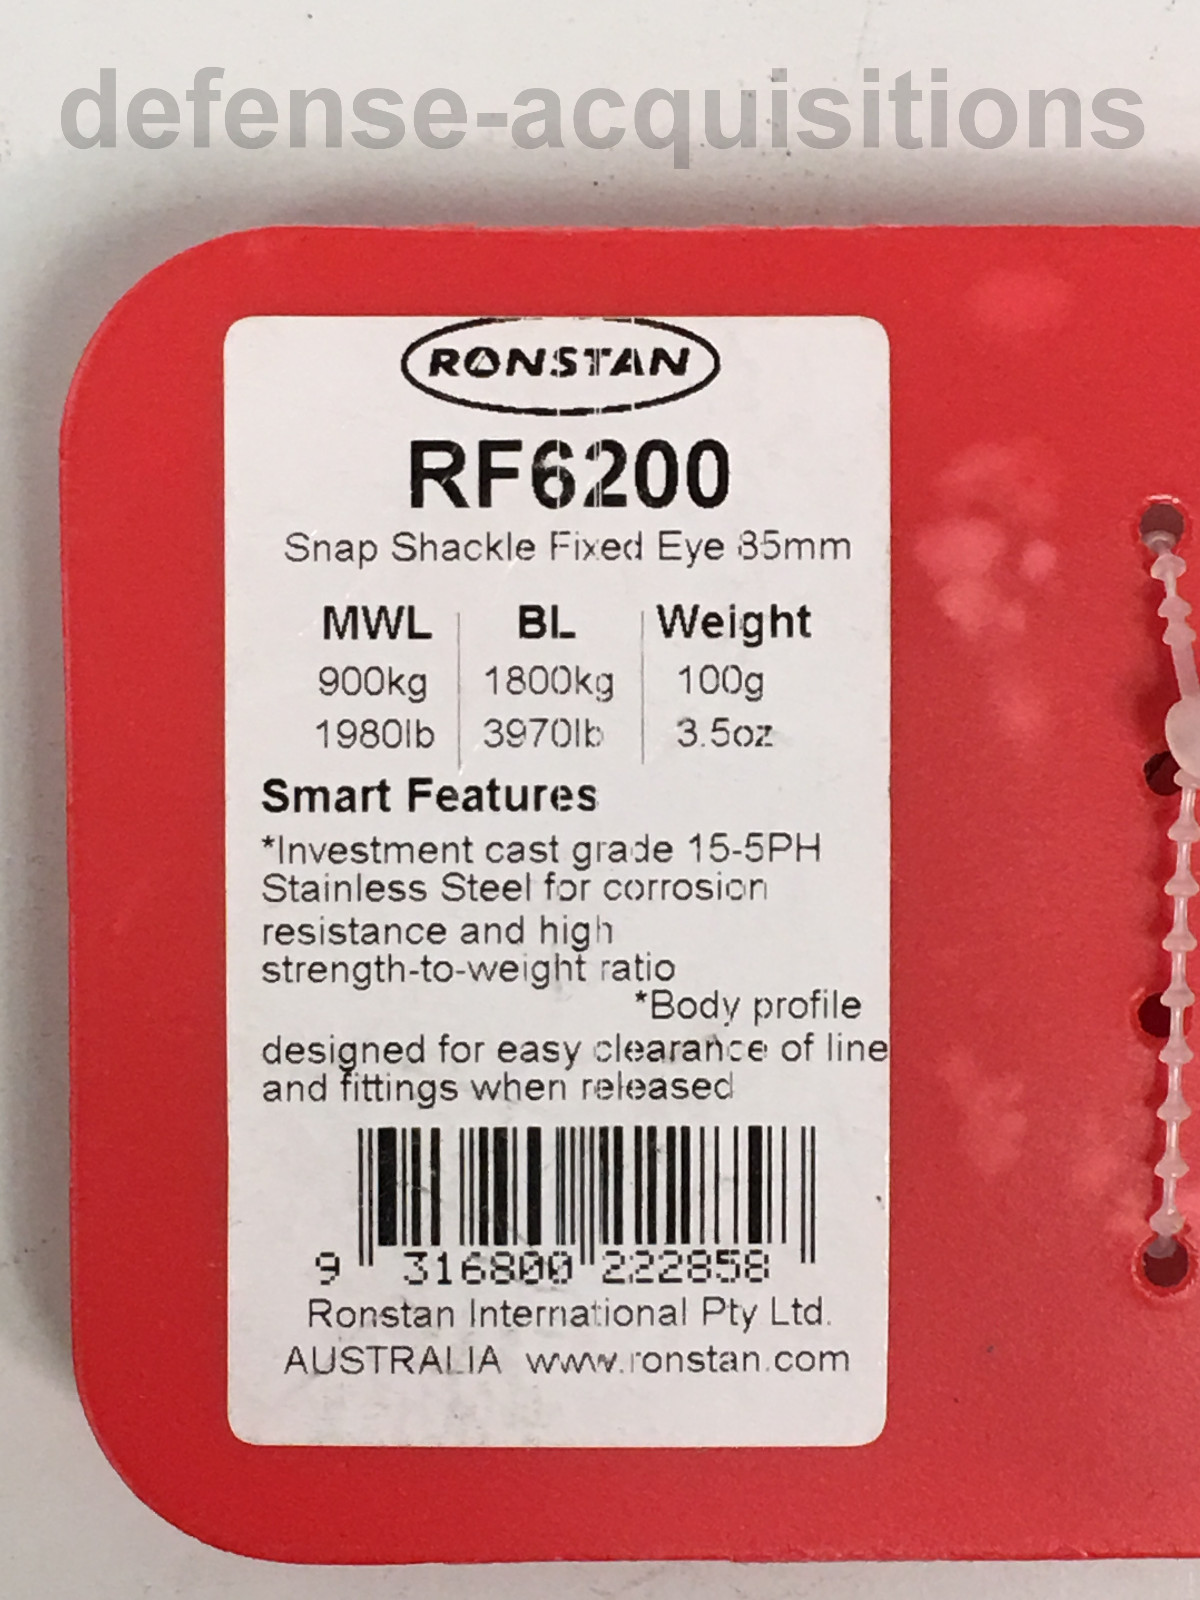 defense-acquisitions
RONSTAN
RF6200
Snap Shackle Fixed Eye 85mm
MWL BL Weight
900kg 1800kg 100g
1980lb 3970lb 3.5oz
Smart Features
*Investment cast grade 15-5PH
Stainless Steel for corrosion
resistance and high
strength-to-weight ratio
*Body profile
designed for easy clearance of line
and fittings when released
9 316800 222858
Ronstan International Pty Ltd.
AUSTRALIA www.ronstan.com